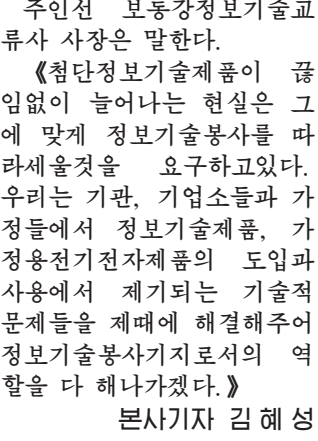 주인선 보통강정보기술교
류사 사장은 말한다.
《첨단정보기술제품이 끊
임없이 늘어나는 현실은 그
에 맞게 정보기술봉사를 따
라세울것을 요구하고있다.
우리는 기관, 기업소들과 가
정들에서 정보기술제품, 가
정용전기전자제품의 도입과
사용에서 제기되는 기술적
문제들을 제때에 해결해주어
정보기술봉사기지로서의 역
할을 다 해나가겠다.》
본사기자 김혜성